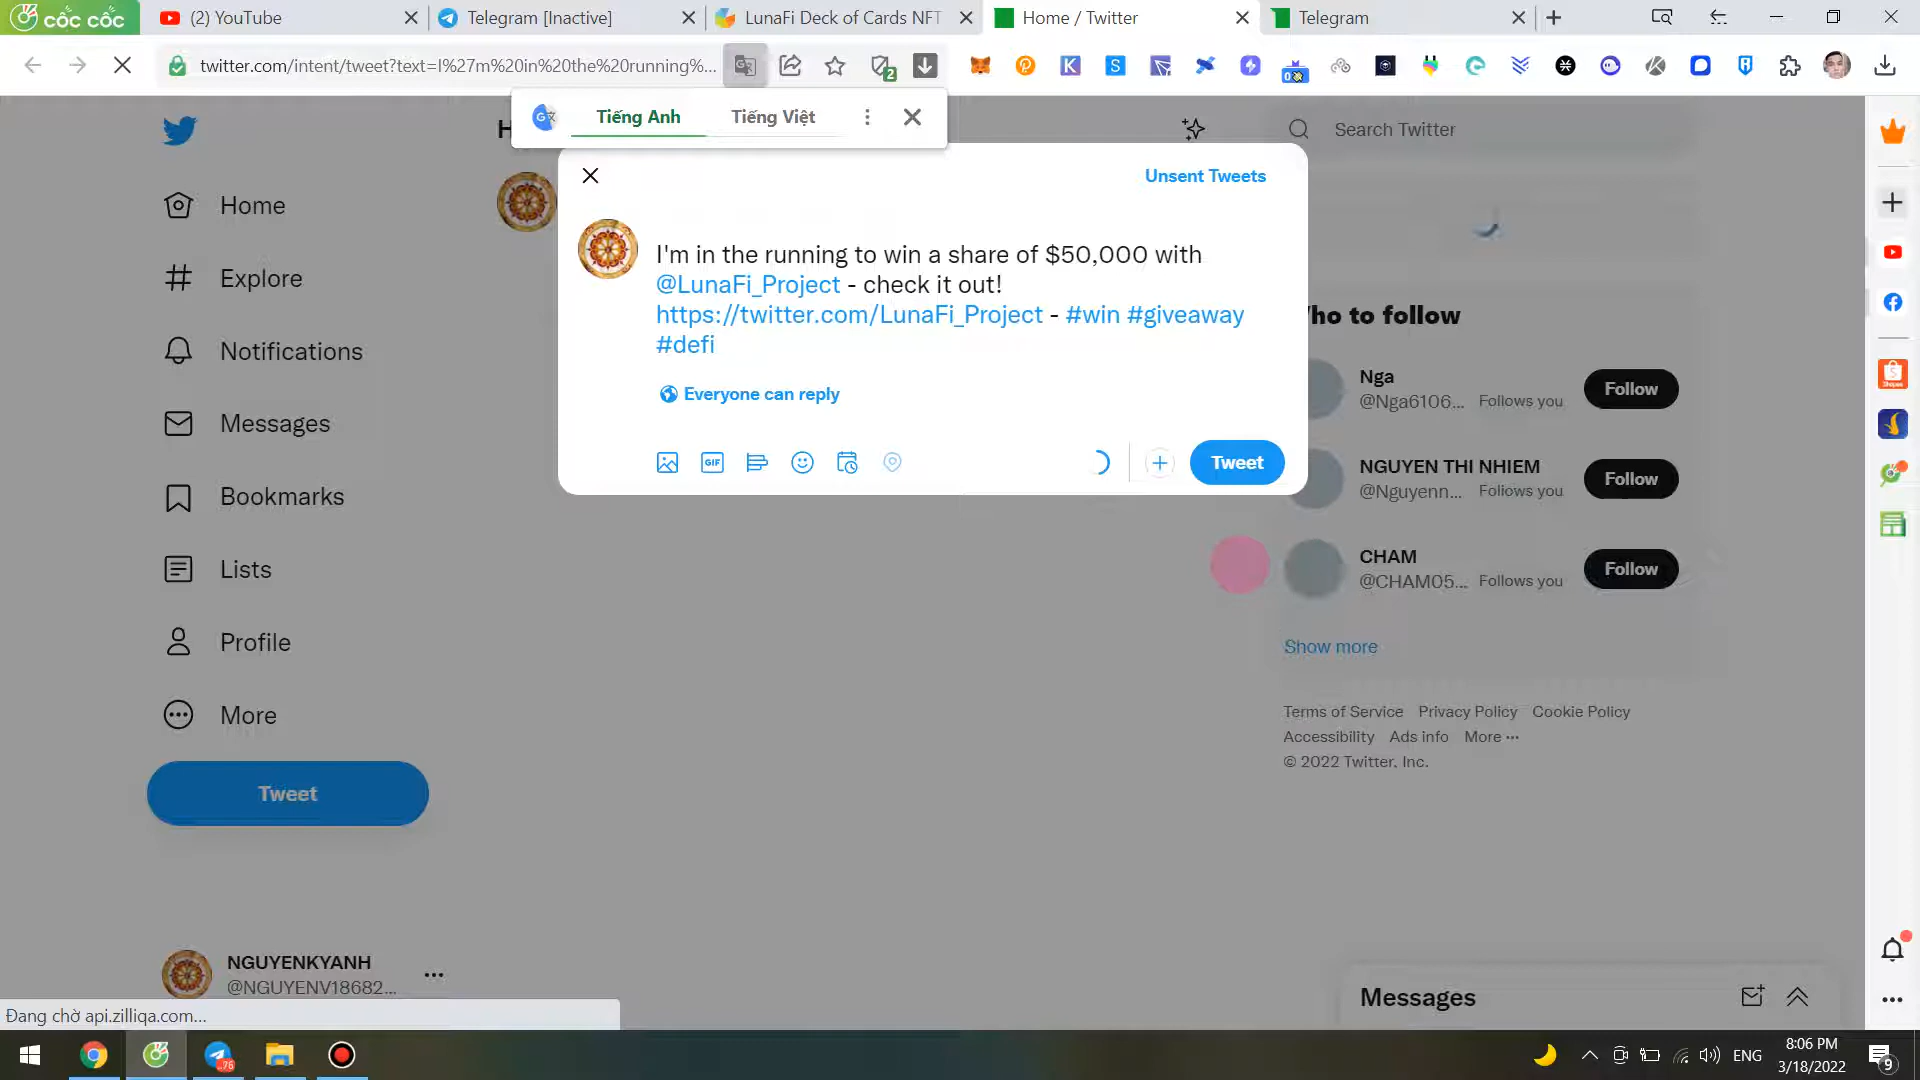 cốc cốc
(2) YouTube
Telegram [Inactive]
LunaFi Deck of Cards NFT
Home / Twitter
Telegram
twitter.com/intent/tweet?text=I%27m%20in%20the%20running%...
2
Tiếng Anh
Tiếng Việt
H
Search Twitter
Home
Explore
Notifications
Messages
Bookmarks
Lists
Profile
More
Tweet
NGUYENKYANH
@NGUYENV18682...
Unsent Tweets
I'm in the running to win a share of $50,000 with
@LunaFi_Project - check it out!
https://twitter.com/LunaFi_Project - #win #giveaway
#defi
Everyone can reply
GIF
Tweet
ho to follow
Nga
@Nga6106... Follows you
Follow
NGUYEN THI NHIEM
@Nguyenn... Follows you
Follow
CHAM
@CHAM05... Follows you
Follow
Show more
Terms of Service Privacy Policy Cookie Policy
Accessibility Ads info More ...
© 2022 Twitter, Inc.
Messages
Đang chờ api.zilliqa.com...
76
ENG
8:06 PM
3/18/2022
9